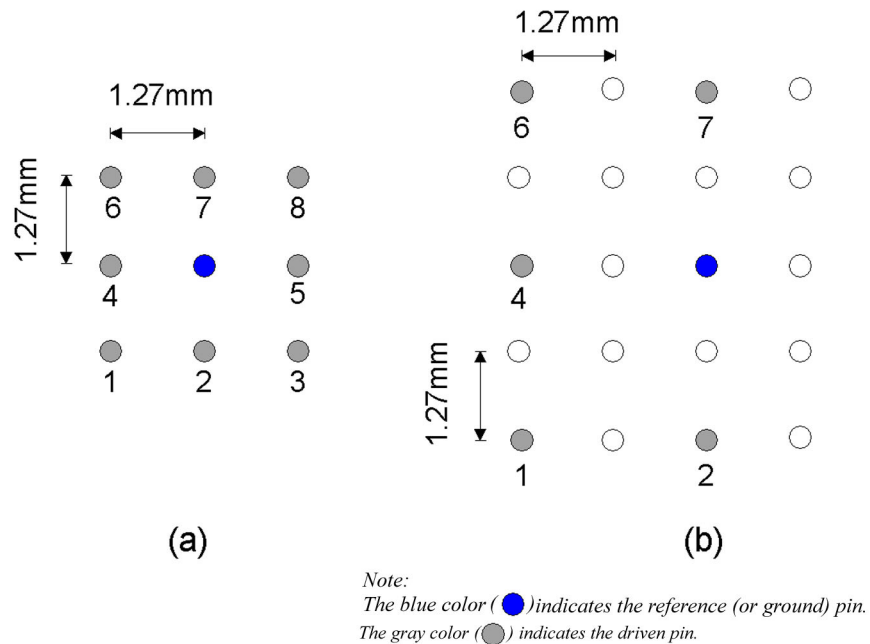 1.27mm
1.27mm
6 7
1.27mm
6 7 8
4 5
4
1 2 3
1.27mm
1 2
(a) (b)
Note:
The blue color ( ) indicates the reference (or ground) pin.
The gray color ( ) indicates the driven pin.